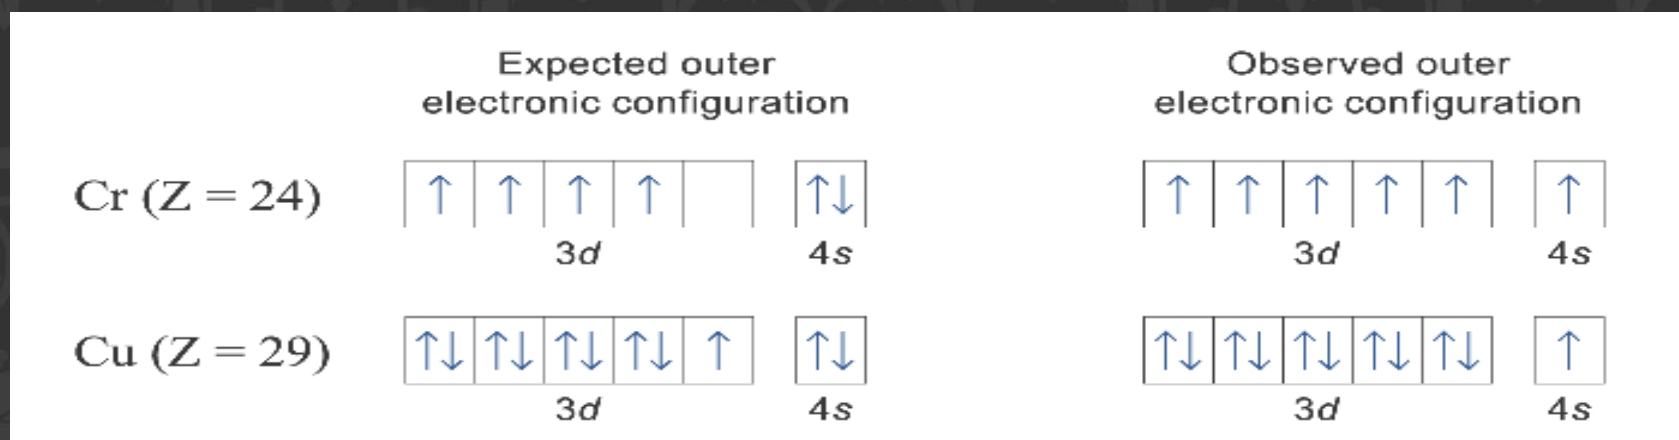 Expected outer
electronic configuration
Observed outer
electronic configuration
Cr (Z = 24)
↑ ↑ ↑ ↑ ↑↓
↑ ↑ ↑ ↑ ↑ ↑
3d 4s
3d 4s
Cu (Z = 29)
↑↓ ↑↓ ↑↓ ↑↓ ↑ ↑↓
↑↓ ↑↓ ↑↓ ↑↓ ↑↓ ↑
3d 4s
3d 4s